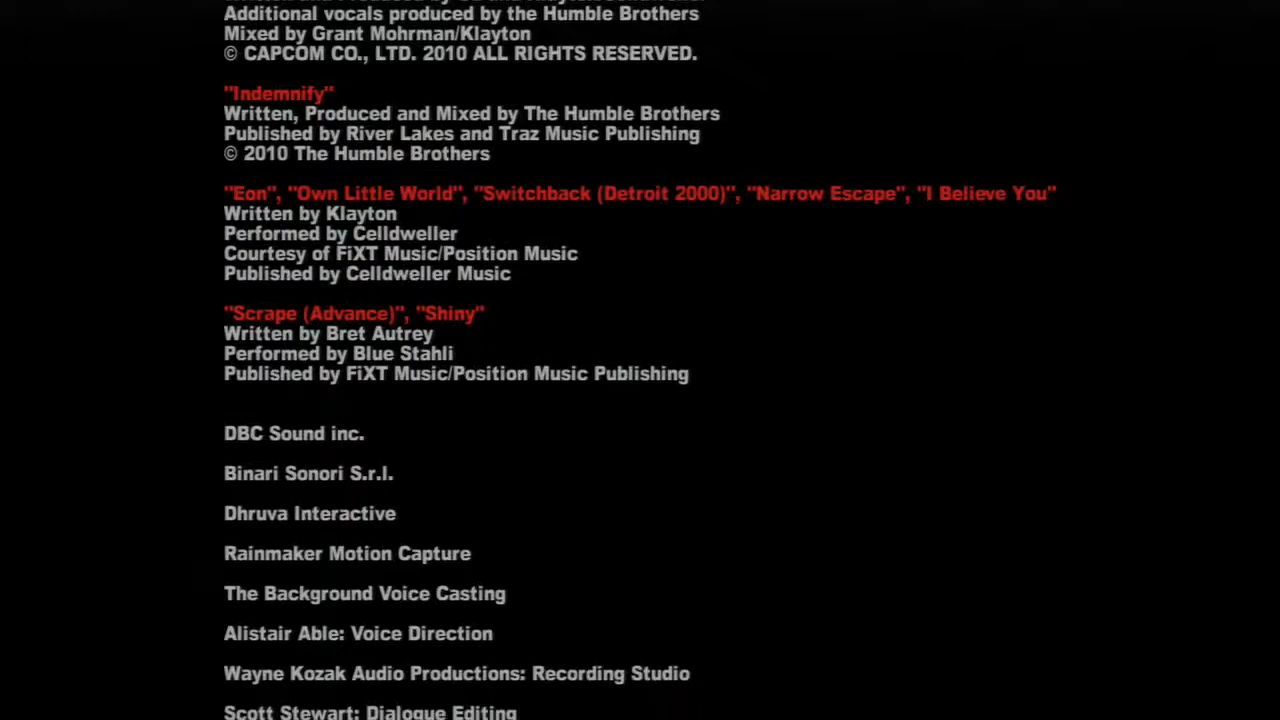 Additional vocals produced by the Humble Brothers
Mixed by Grant Mohrman/Klayton
© CAPCOM CO., LTD. 2010 ALL RIGHTS RESERVED.
"Indemnify"
Written, Produced and Mixed by The Humble Brothers
Published by River Lakes and Traz Music Publishing
© 2010 The Humble Brothers
"Eon", "Own Little World", "Switchback (Detroit 2000)", "Narrow Escape", "I Believe You"
Written by Klayton
Performed by Celldweller
Courtesy of FiXT Music/Position Music
Published by Celldweller Music
"Scrape (Advance)", "Shiny"
Written by Bret Autrey
Performed by Blue Stahli
Published by FiXT Music/Position Music Publishing
DBC Sound inc.
Binari Sonori S.r.l.
Dhruva Interactive
Rainmaker Motion Capture
The Background Voice Casting
Alistair Able: Voice Direction
Wayne Kozak Audio Productions: Recording Studio
Scott Stewart: Dialogue Editing